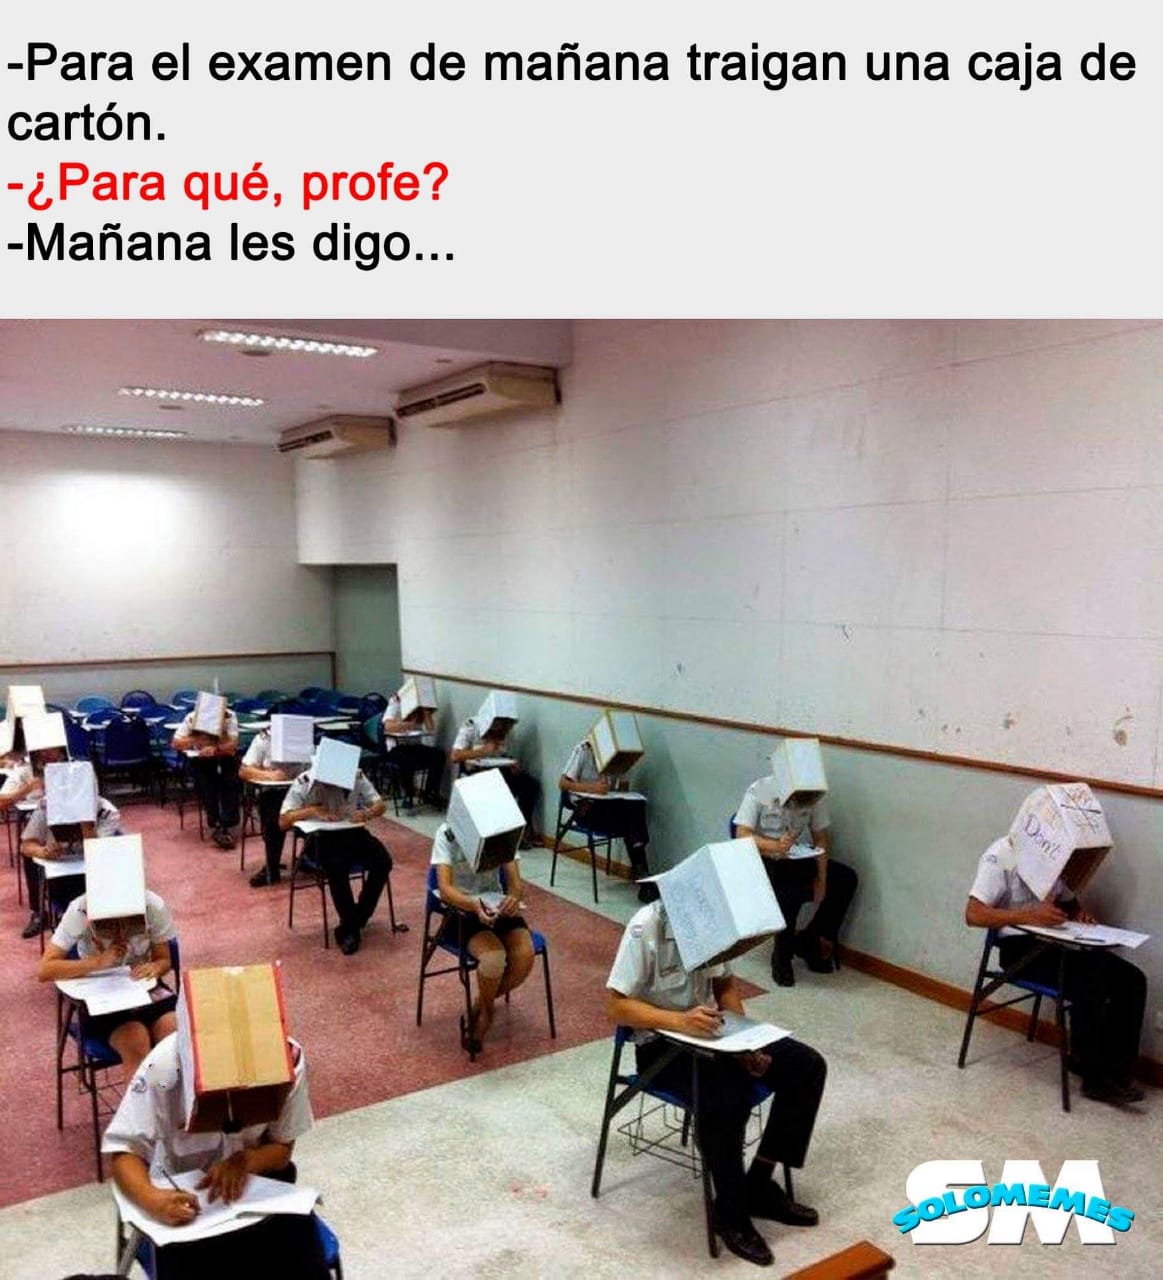 -Para el examen de mañana traigan una caja de
cartón.
-¿Para qué, profe?
-Mañana les digo...
Don't
SM
SOLOMEMES